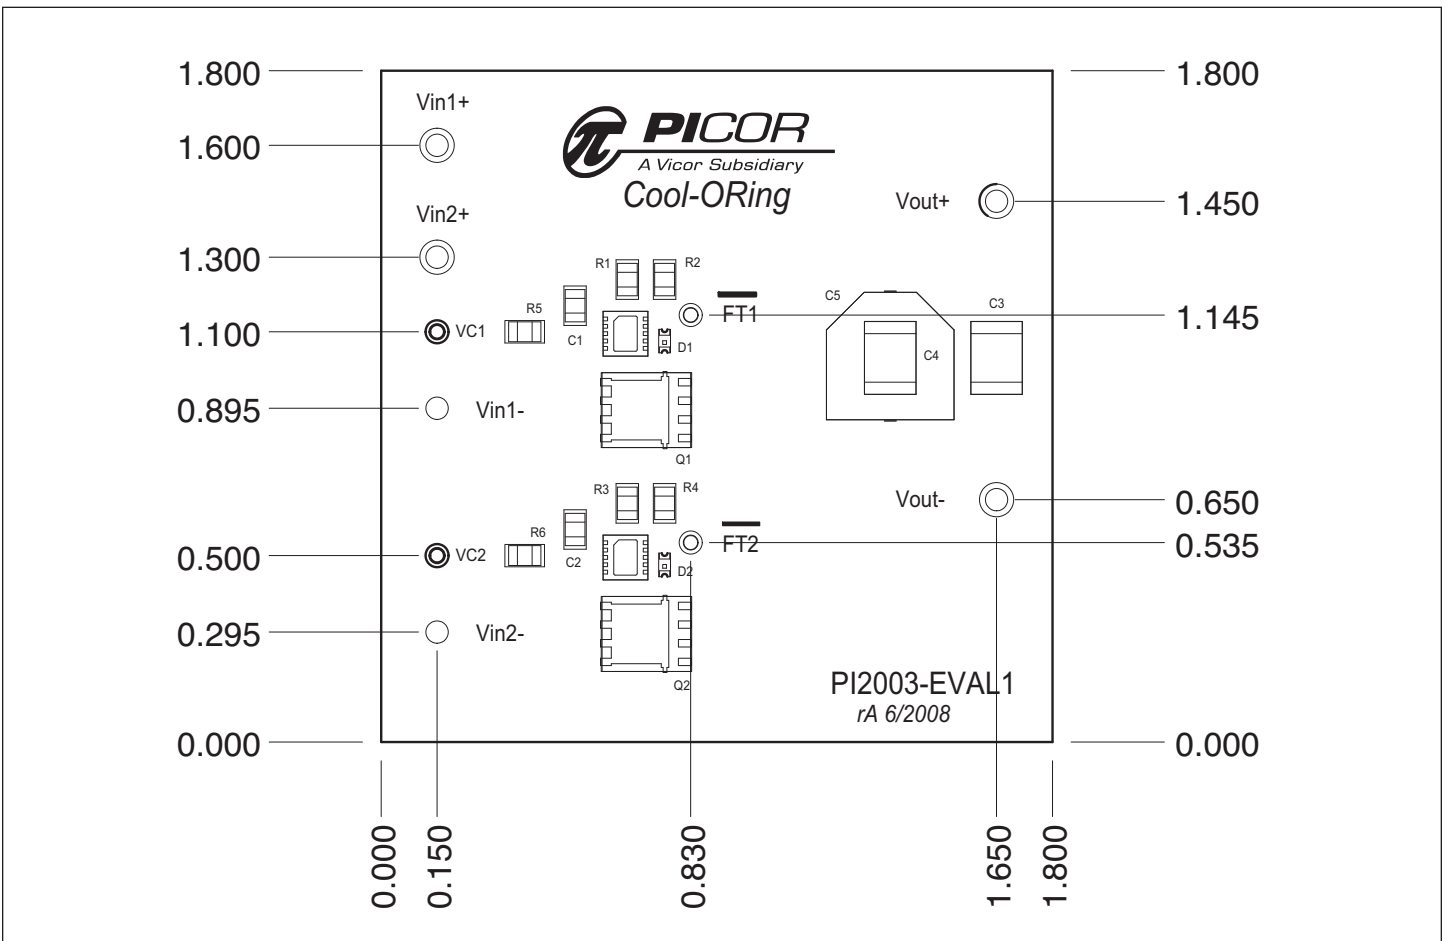 1.800
1.800
Vin1+
PICOR
1.600
A Vicor Subsidiary
Cool-ORing
Vout+
1.450
Vin2+
1.300
R1
R2
R5
C5
C3
FT1
1.145
1.100
VC1
C1
D1
C4
0.895
Vin1-
Q1
R3
R4
Vout-
0.650
R6
FT2
0.535
0.500
VC2
C2
D2
0.295
Vin2-
Q2
PI2003-EVAL1
rA 6/2008
0.000
0.000
0.000
0.150
0.830
1.650
1.800